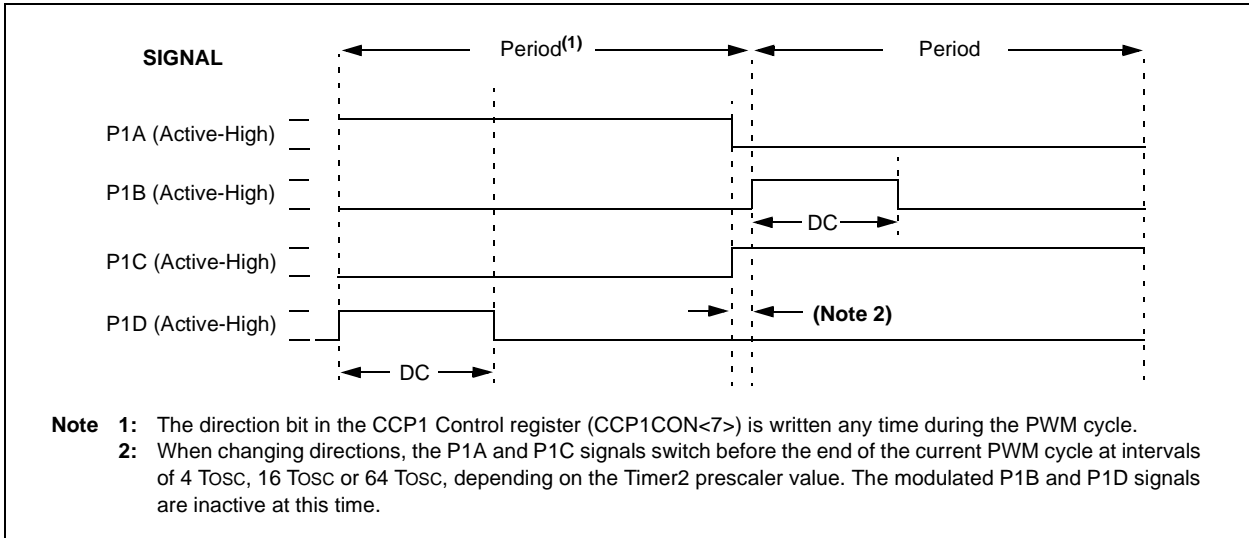 SIGNAL
Period(1)
Period
P1A (Active-High)
P1B (Active-High)
DC
P1C (Active-High)
P1D (Active-High)
(Note 2)
DC
Note 1: The direction bit in the CCP1 Control register (CCP1CON<7>) is written any time during the PWM cycle.
2: When changing directions, the P1A and P1C signals switch before the end of the current PWM cycle at intervals
of 4 TOSC, 16 TOSC or 64 TOSC, depending on the Timer2 prescaler value. The modulated P1B and P1D signals
are inactive at this time.